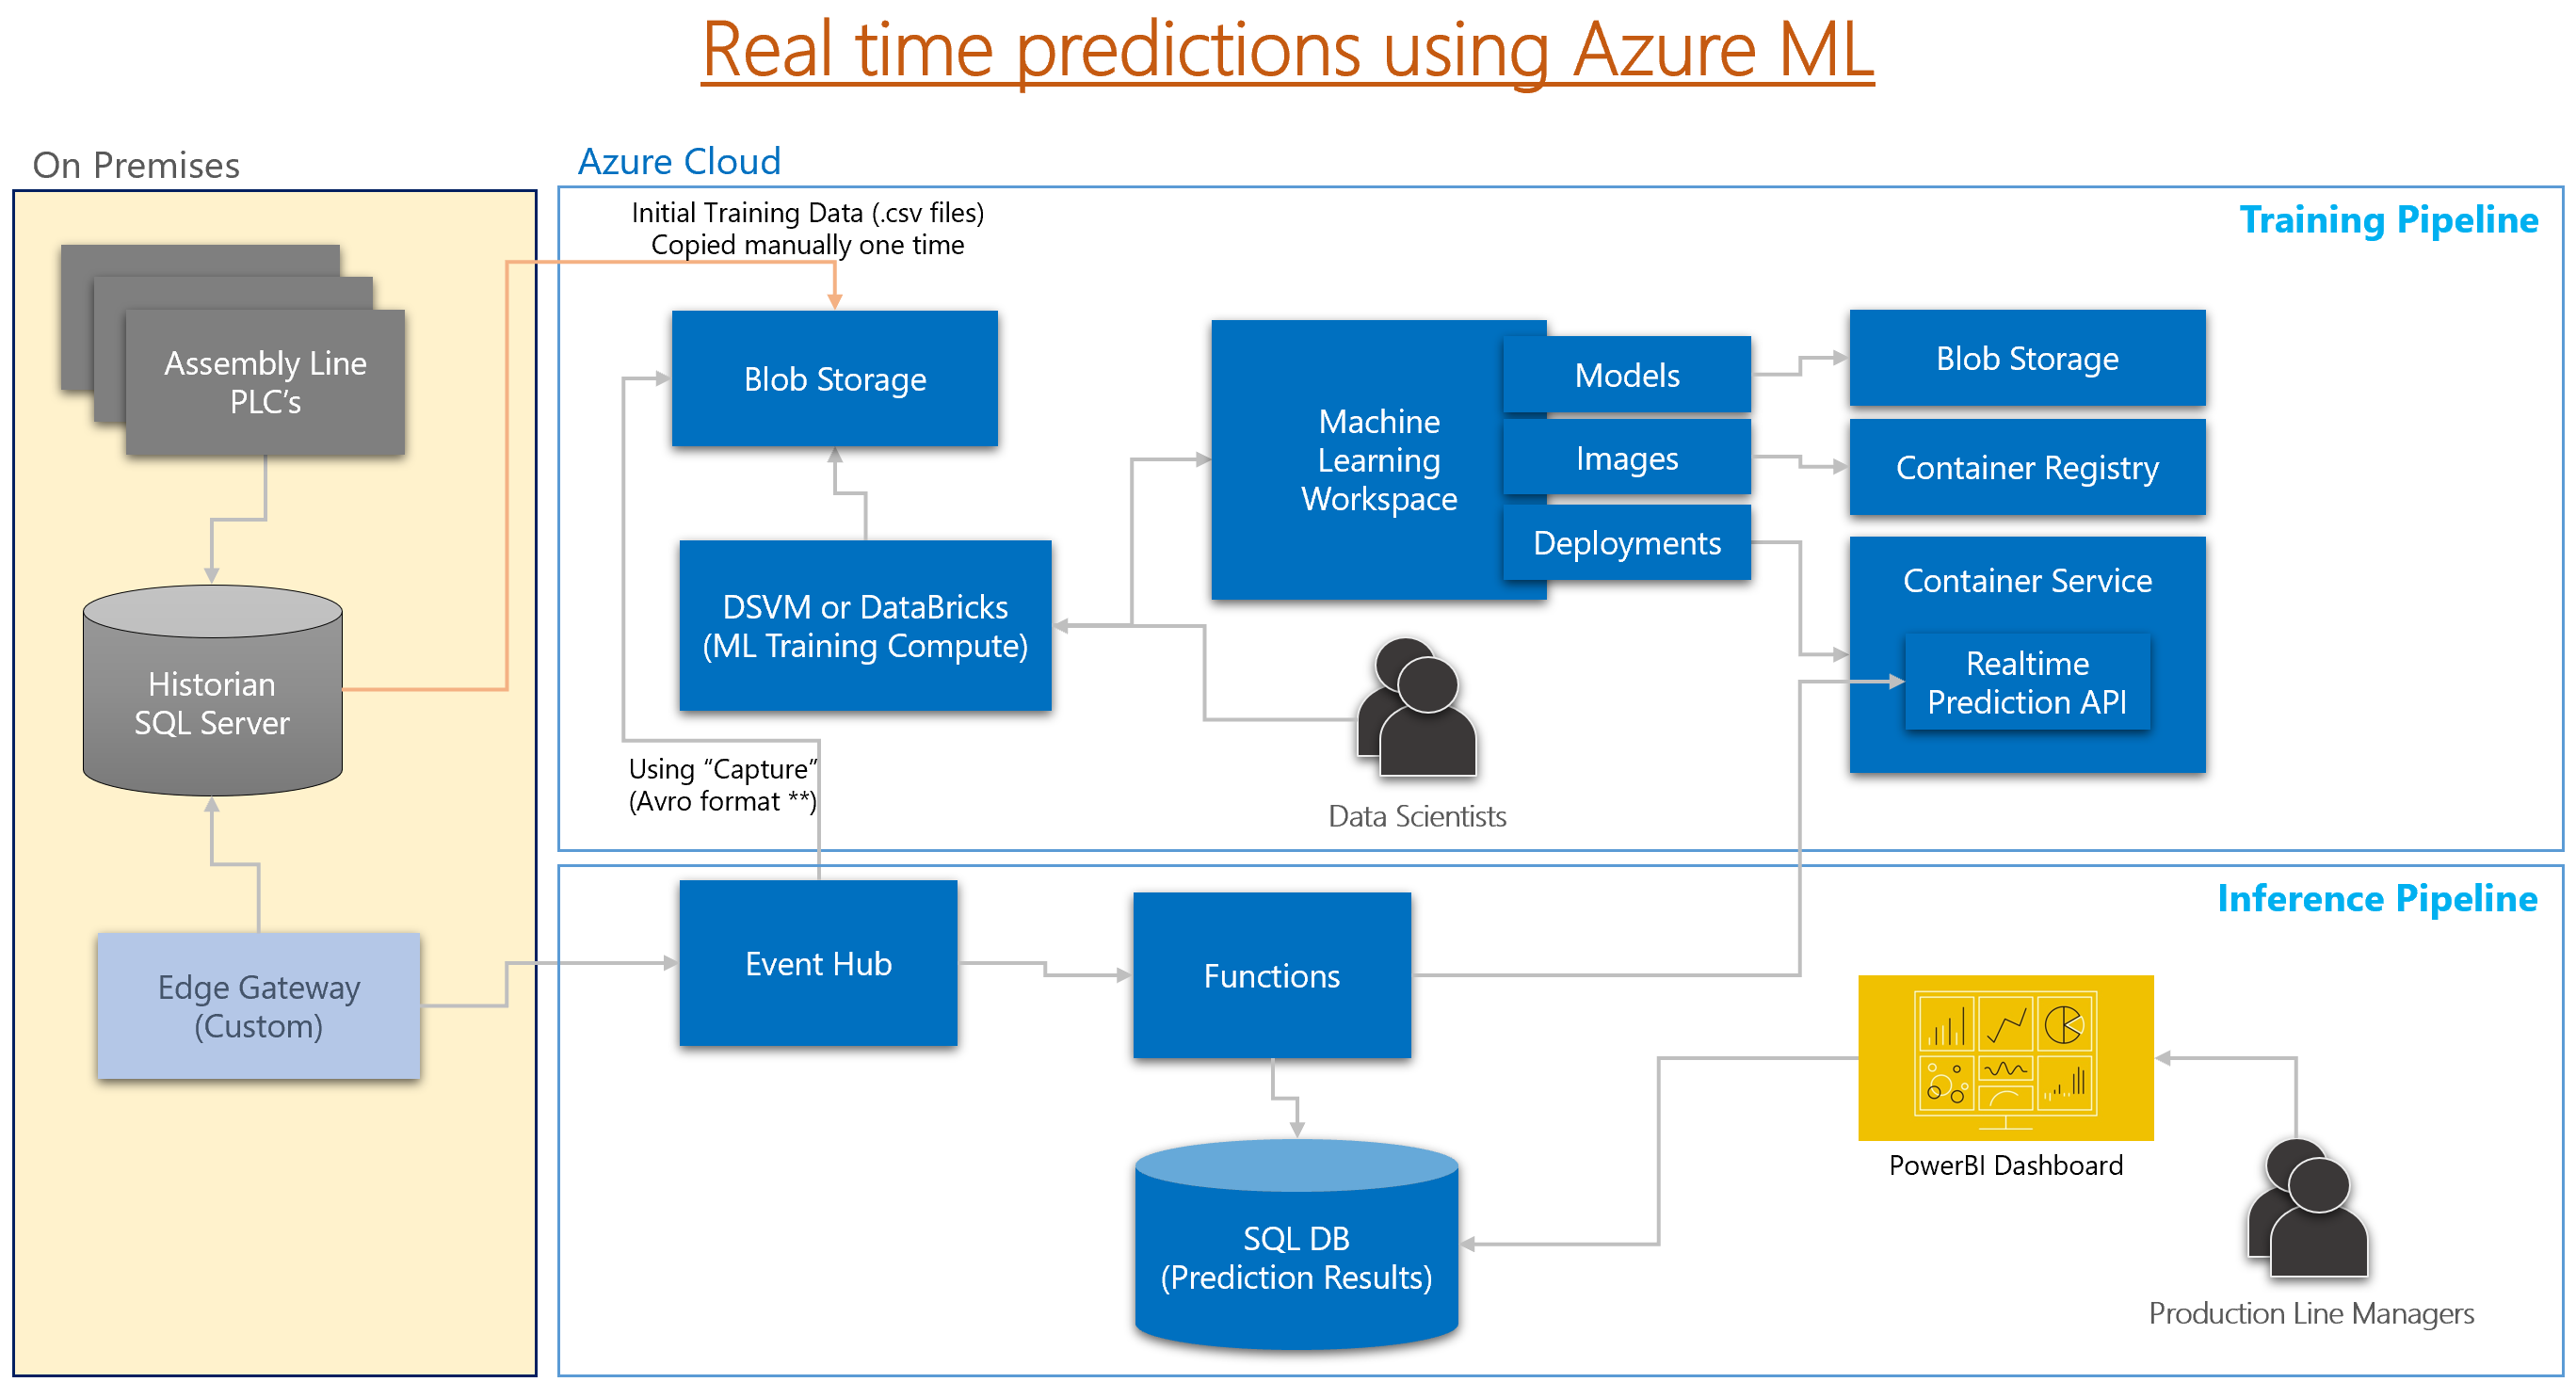 Real time predictions using Azure ML
On Premises
Assembly Line
PLC's
Historian
SQL Server
Edge Gateway
(Custom)
Azure Cloud
Training Pipeline
Initial Training Data (.csv files)
Copied manually one time
Blob Storage
DSVM or DataBricks
(ML Training Compute)
Using “Capture”
(Avro format **)
Machine
Learning
Workspace
Models
Images
Deployments
Blob Storage
Container Registry
Container Service
Realtime
Prediction API
Data Scientists
Inference Pipeline
Event Hub
Functions
SQL DB
(Prediction Results)
PowerBI Dashboard
Production Line Managers